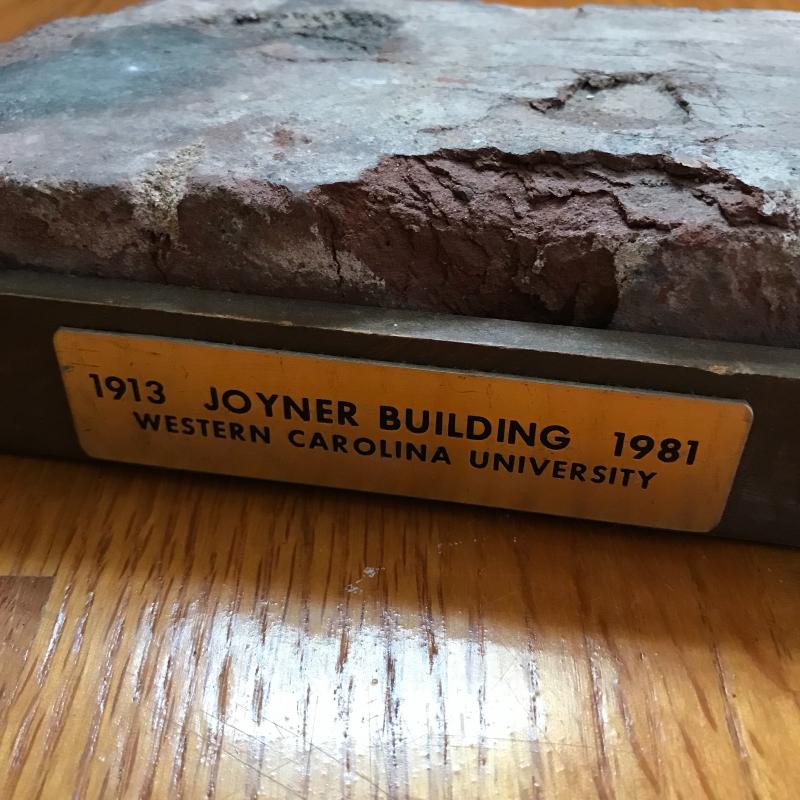 1913 JOYNER BUILDING 1981
WESTERN CAROLINA UNIVERSITY